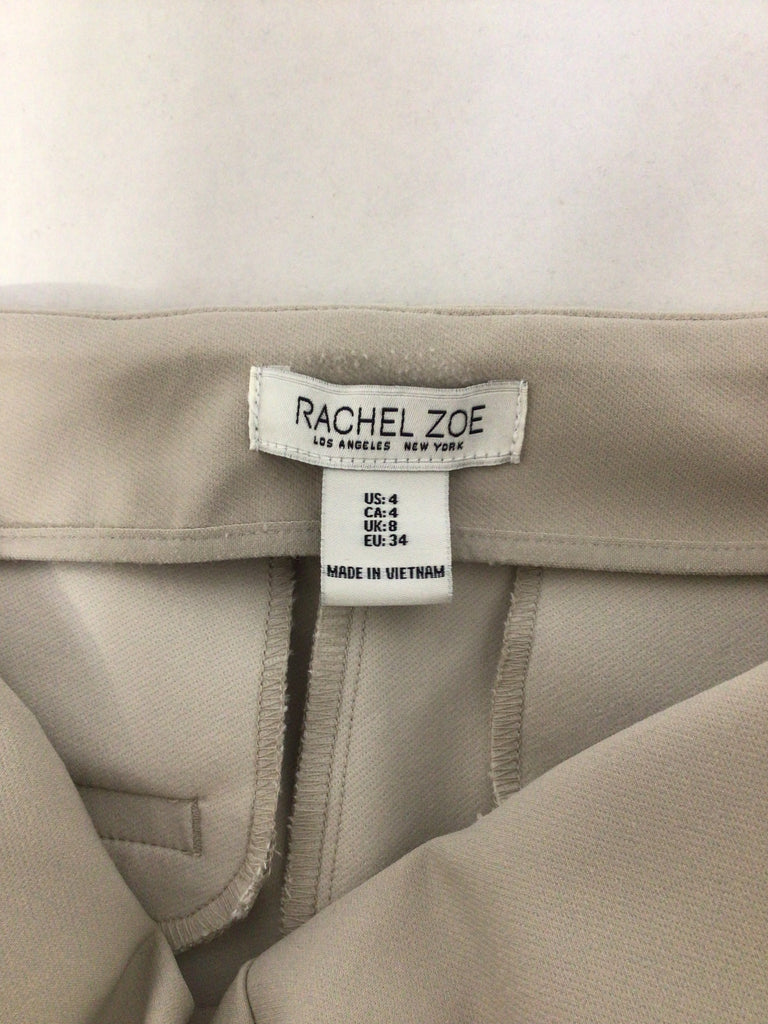 RACHEL ZOE
LOS ANGELES NEW YORK
US: 4
CA: 4
UK: 8
EU: 34
MADE IN VIETNAM